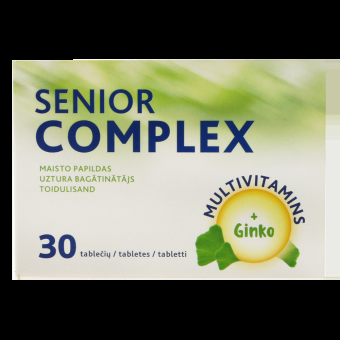 SENIOR
COMPLEX
MAISTO PAPILDAS
UZTURA BAGĀTINĀTĀJS
TOIDULISAND
MULTIVITAMINS
+
Ginko
30 tablečių / tabletes / tabletti